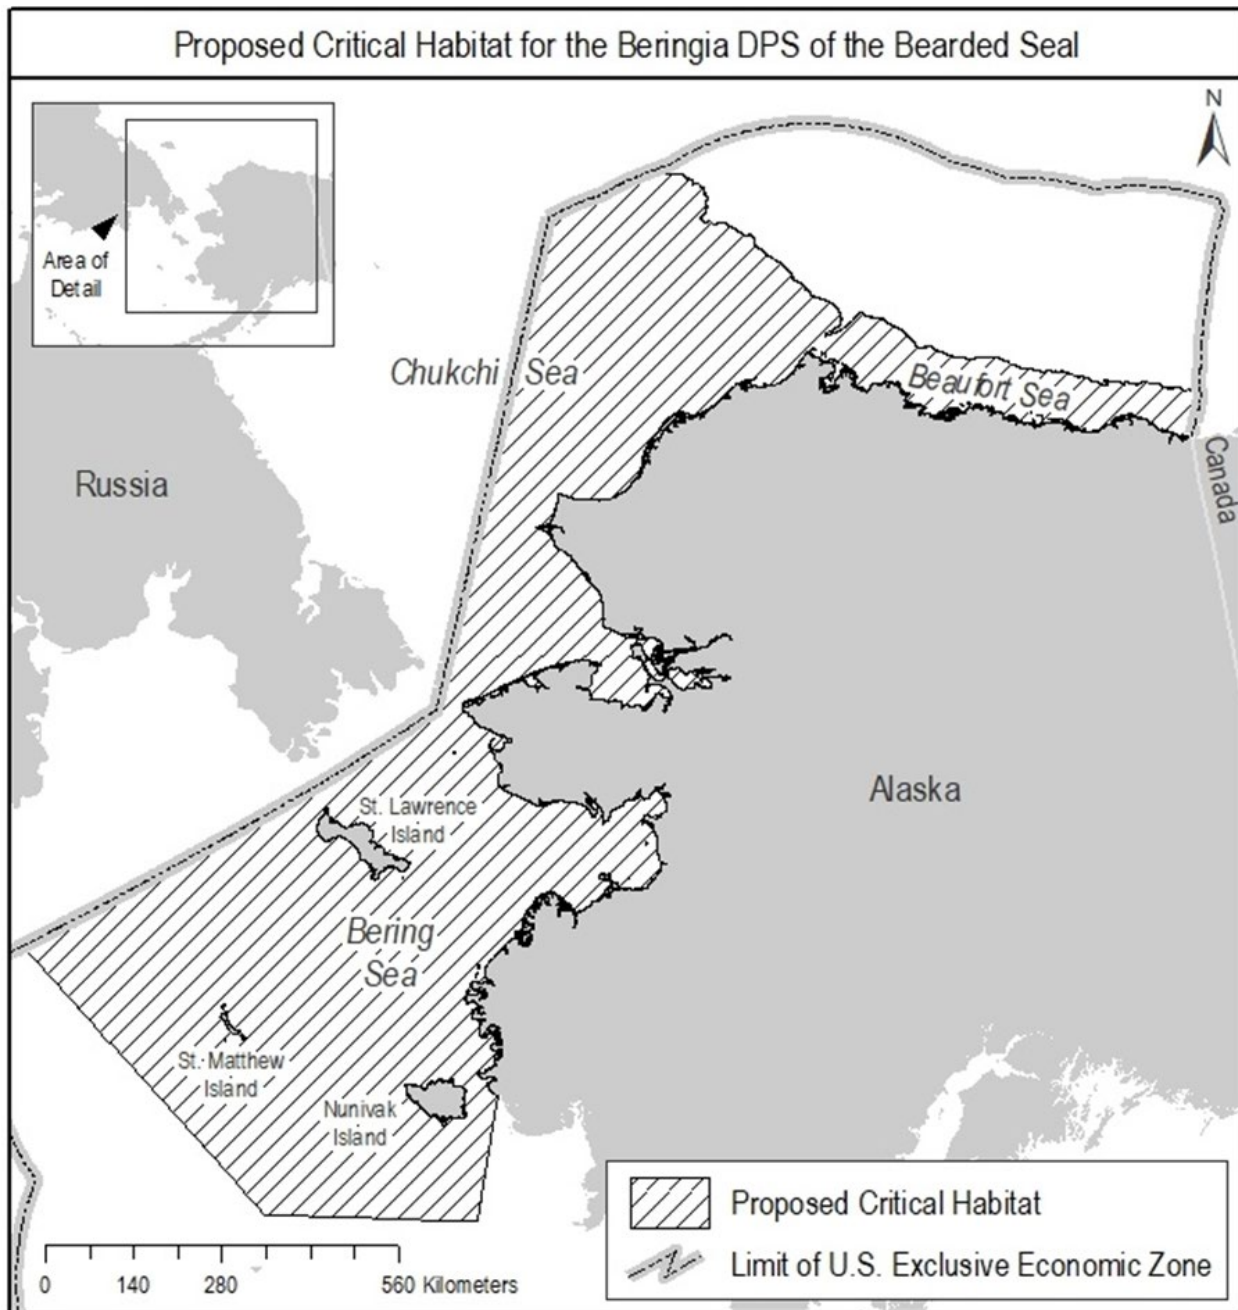 Proposed Critical Habitat for the Beringia DPS of the Bearded Seal
N
Area of
Detail
Chukchi Sea
Beaufort Sea
Russia
Canada
Alaska
St. Lawrence
Island
Bering
Sea
St. Matthew
Island
Nunivak
Island
Proposed Critical Habitat
Limit of U.S. Exclusive Economic Zone
0 140 280 560 Kilometers